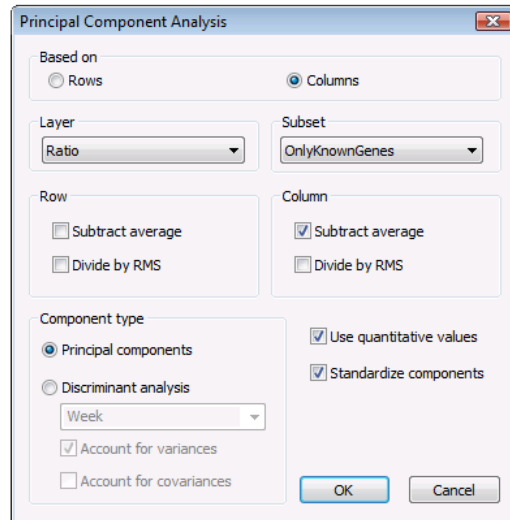 Principal Component Analysis
Based on
Rows
Columns
Layer
Ratio
Subset
OnlyKnownGenes
Row
Subtract average
Divide by RMS
Column
Subtract average
Divide by RMS
Component type
Principal components
Discriminant analysis
Week
Account for variances
Account for covariances
Use quantitative values
Standardize components
OK
Cancel